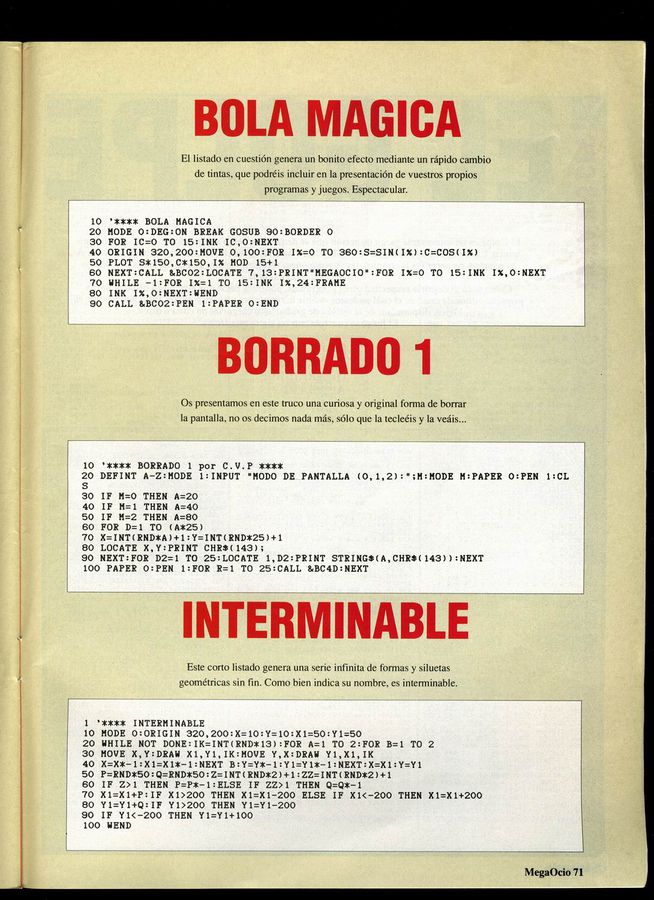 BOLA MAGICA
El listado en cuestión genera un bonito efecto mediante un rápido cambio
de tintas, que podréis incluir en la presentación de vuestros propios
programas y juegos. Espectacular.
10 '**** BOLA MAGICA
20 MODE 0:DEG:ON BREAK GOSUB 90:BORDER 0
30 FOR IC=0 TO 15:INK IC,0:NEXT
40 ORIGIN 320,200:MOVE 0,100:FOR I%=0 TO 360:S=SIN(I%):C=COS(I%)
50 PLOT S*150,C*150,I% MOD 15+1
60 NEXT:CALL &BC02:LOCATE 7,13:PRINT"MEGAOCIO":FOR I%=0 TO 15:INK I%,0:NEXT
70 WHILE -1:FOR I%=1 TO 15:INK I%,24:FRAME
80 INK I%,0:NEXT:WEND
90 CALL &BC02:PEN 1:PAPER 0:END
BORRADO 1
Os presentamos en este truco una curiosa y original forma de borrar
la pantalla, no os decimos nada más, sólo que la tecleéis y la veáis...
10 '**** BORRADO 1 por C.V.P ****
20 DEFINT A-Z:MODE 1:INPUT "MODO DE PANTALLA (0,1,2):";M:MODE M:PAPER 0:PEN 1:CL
S
30 IF M=0 THEN A=20
40 IF M=1 THEN A=40
50 IF M=2 THEN A=80
60 FOR D=1 TO (A*25)
70 X=INT(RND*A)+1:Y=INT(RND*25)+1
80 LOCATE X,Y:PRINT CHR$(143);
90 NEXT:FOR D2=1 TO 25:LOCATE 1,D2:PRINT STRING$(A,CHR$(143)):NEXT
100 PAPER 0:PEN 1:FOR R=1 TO 25:CALL &BC4D:NEXT
INTERMINABLE
Este corto listado genera una serie infinita de formas y siluetas
geométricas sin fin. Como bien indica su nombre, es interminable.
1 '**** INTERMINABLE
10 MODE 0:ORIGIN 320,200:X=10:Y=10:X1=50:Y1=50
20 WHILE NOT DONE:IK=INT(RND*13):FOR A=1 TO 2:FOR B=1 TO 2
30 MOVE X,Y:DRAW X1,Y1,IK:MOVE Y,X:DRAW Y1,X1,IK
40 X=X*-1:X1=X1*-1:NEXT B:Y=Y*-1:Y1=Y1*-1:NEXT:X=X1:Y=Y1
50 P=RND*50:Q=RND*50:Z=INT(RND*2)+1:ZZ=INT(RND*2)+1
60 IF Z>1 THEN P=P*-1:ELSE IF ZZ>1 THEN Q=Q*-1
70 X1=X1+P:IF X1>200 THEN X1=X1-200 ELSE IF X1<-200 THEN X1=X1+200
80 Y1=Y1+Q:IF Y1>200 THEN Y1=Y1-200
90 IF Y1<-200 THEN Y1=Y1+100
100 WEND
MegaOcio 71